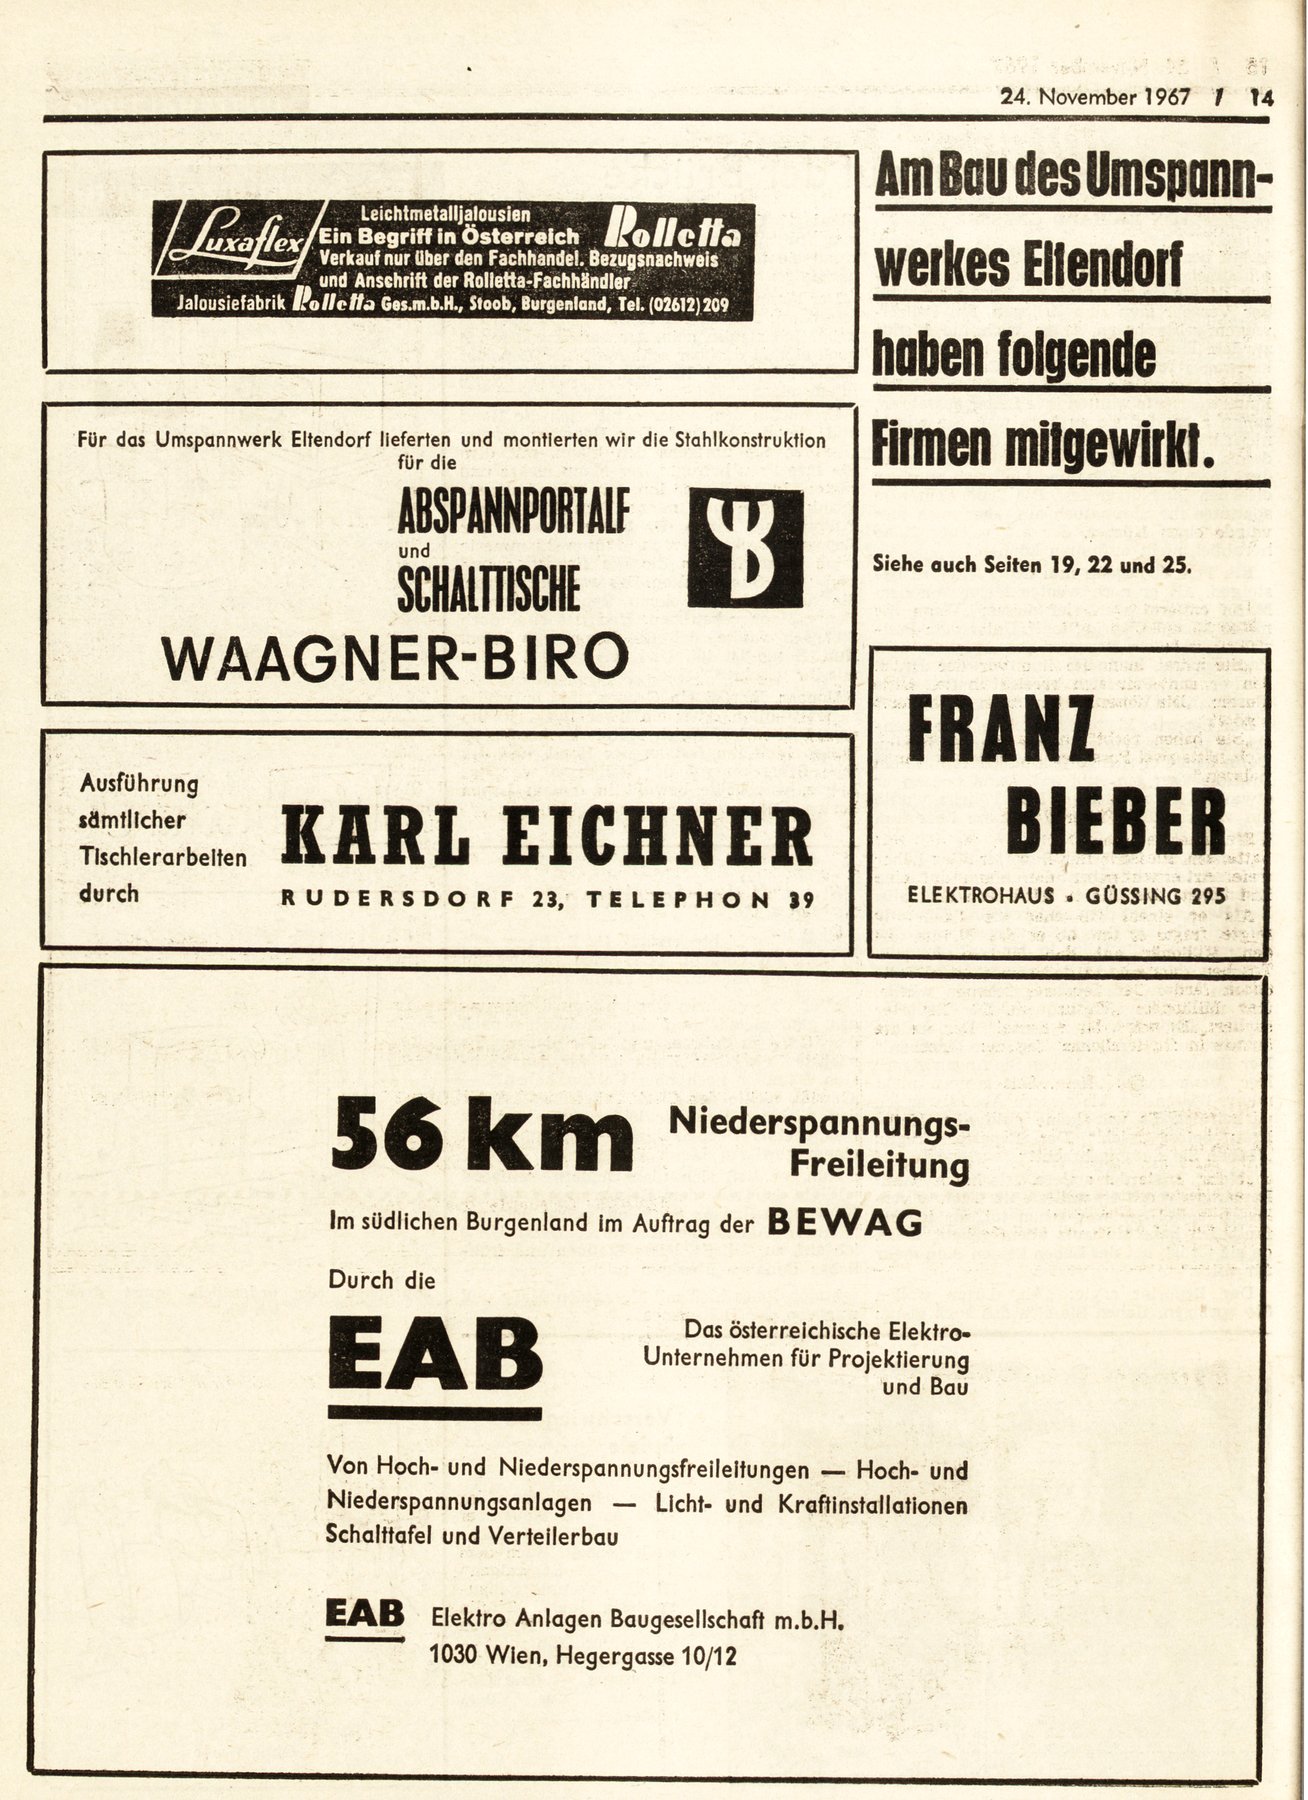 24. November 1967 / 14
Luxaflex
Leichtmetalljalousien
Rolletta
Ein Begriff in Österreich
Verkauf nur über den Fachhandel. Bezugsnachweis
und Anschrift der Rolletta-Fachhändler
Jalousiefabrik Rolletta Ges.m.b.H., Stoob, Burgenland, Tel. (02612) 209
Am Bau des Umspann-
werkes Eltendorf
haben folgende
Firmen mitgewirkt.
Siehe auch Seiten 19, 22 und 25.
Für das Umspannwerk Eltendorf lieferten und montierten wir die Stahlkonstruktion
für die
ABSPANNPORTALE
und
SCHALTTISCHE
WB
WAAGNER-BIRO
Ausführung
sämtlicher
Tischlerarbeiten
durch
KARL EICHNER
RUDERSDORF 23, TELEPHON 39
FRANZ
BIEBER
ELEKTROHAUS • GÜSSING 295
56 km
Niederspannungs-
Freileitung
Im südlichen Burgenland im Auftrag der BEWAG
Durch die
EAB
Das österreichische Elektro-
Unternehmen für Projektierung
und Bau
Von Hoch- und Niederspannungsfreileitungen — Hoch- und
Niederspannungsanlagen — Licht- und Kraftinstallationen
Schalttafel und Verteilerbau
EAB Elektro Anlagen Baugesellschaft m.b.H.
1030 Wien, Hegergasse 10/12